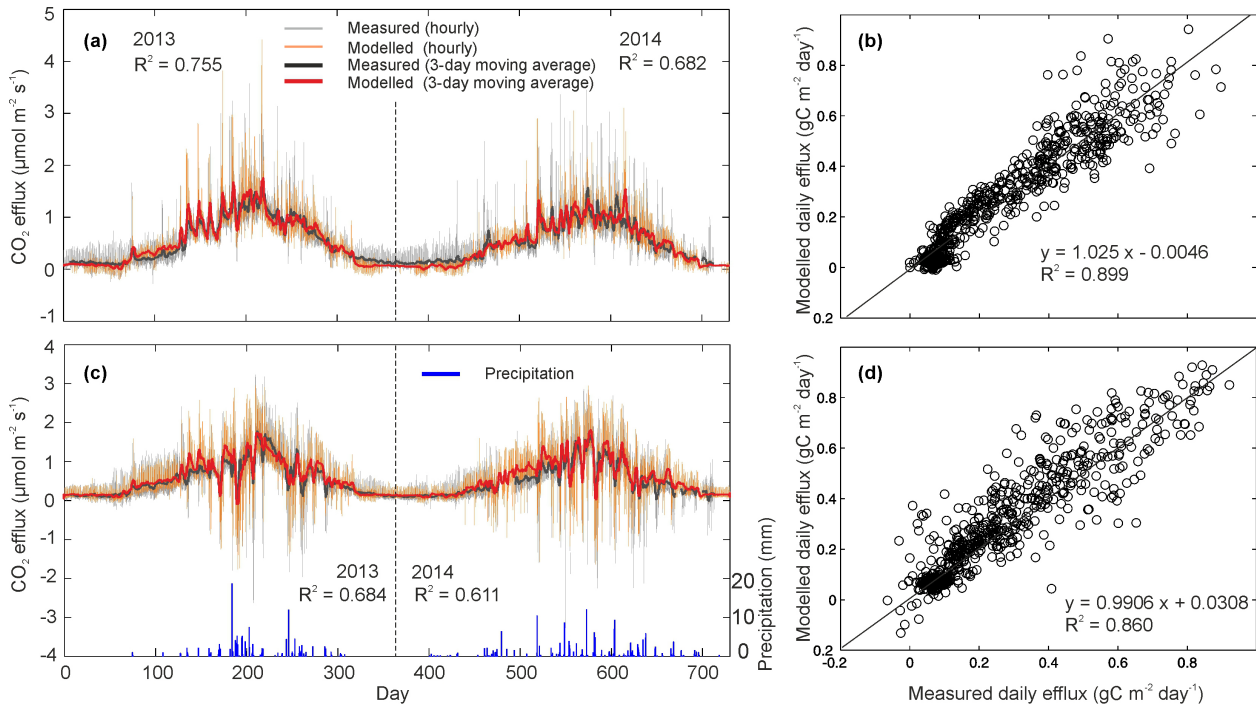 (a)
2013
R² = 0.755
Measured (hourly)
Modelled (hourly)
Measured (3-day moving average)
Modelled (3-day moving average)
2014
R² = 0.682
CO₂ efflux (µmol m⁻² s⁻¹)
5
4
3
2
1
0
-1
(b)
Modelled daily efflux (gC m⁻² day⁻¹)
0.8
0.6
0.4
0.2
0
0.2
y = 1.025 x - 0.0046
R² = 0.899
(c)
Precipitation
CO₂ efflux (µmol m⁻² s⁻¹)
4
3
2
1
0
-1
-2
-3
-4
2013
R² = 0.684
2014
R² = 0.611
Precipitation (mm)
20
10
0
0
100
200
300
400
500
600
700
Day
(d)
Modelled daily efflux (gC m⁻² day⁻¹)
0.8
0.6
0.4
0.2
0
-0.2
y = 0.9906 x + 0.0308
R² = 0.860
-0.2
0
0.2
0.4
0.6
0.8
Measured daily efflux (gC m⁻² day⁻¹)